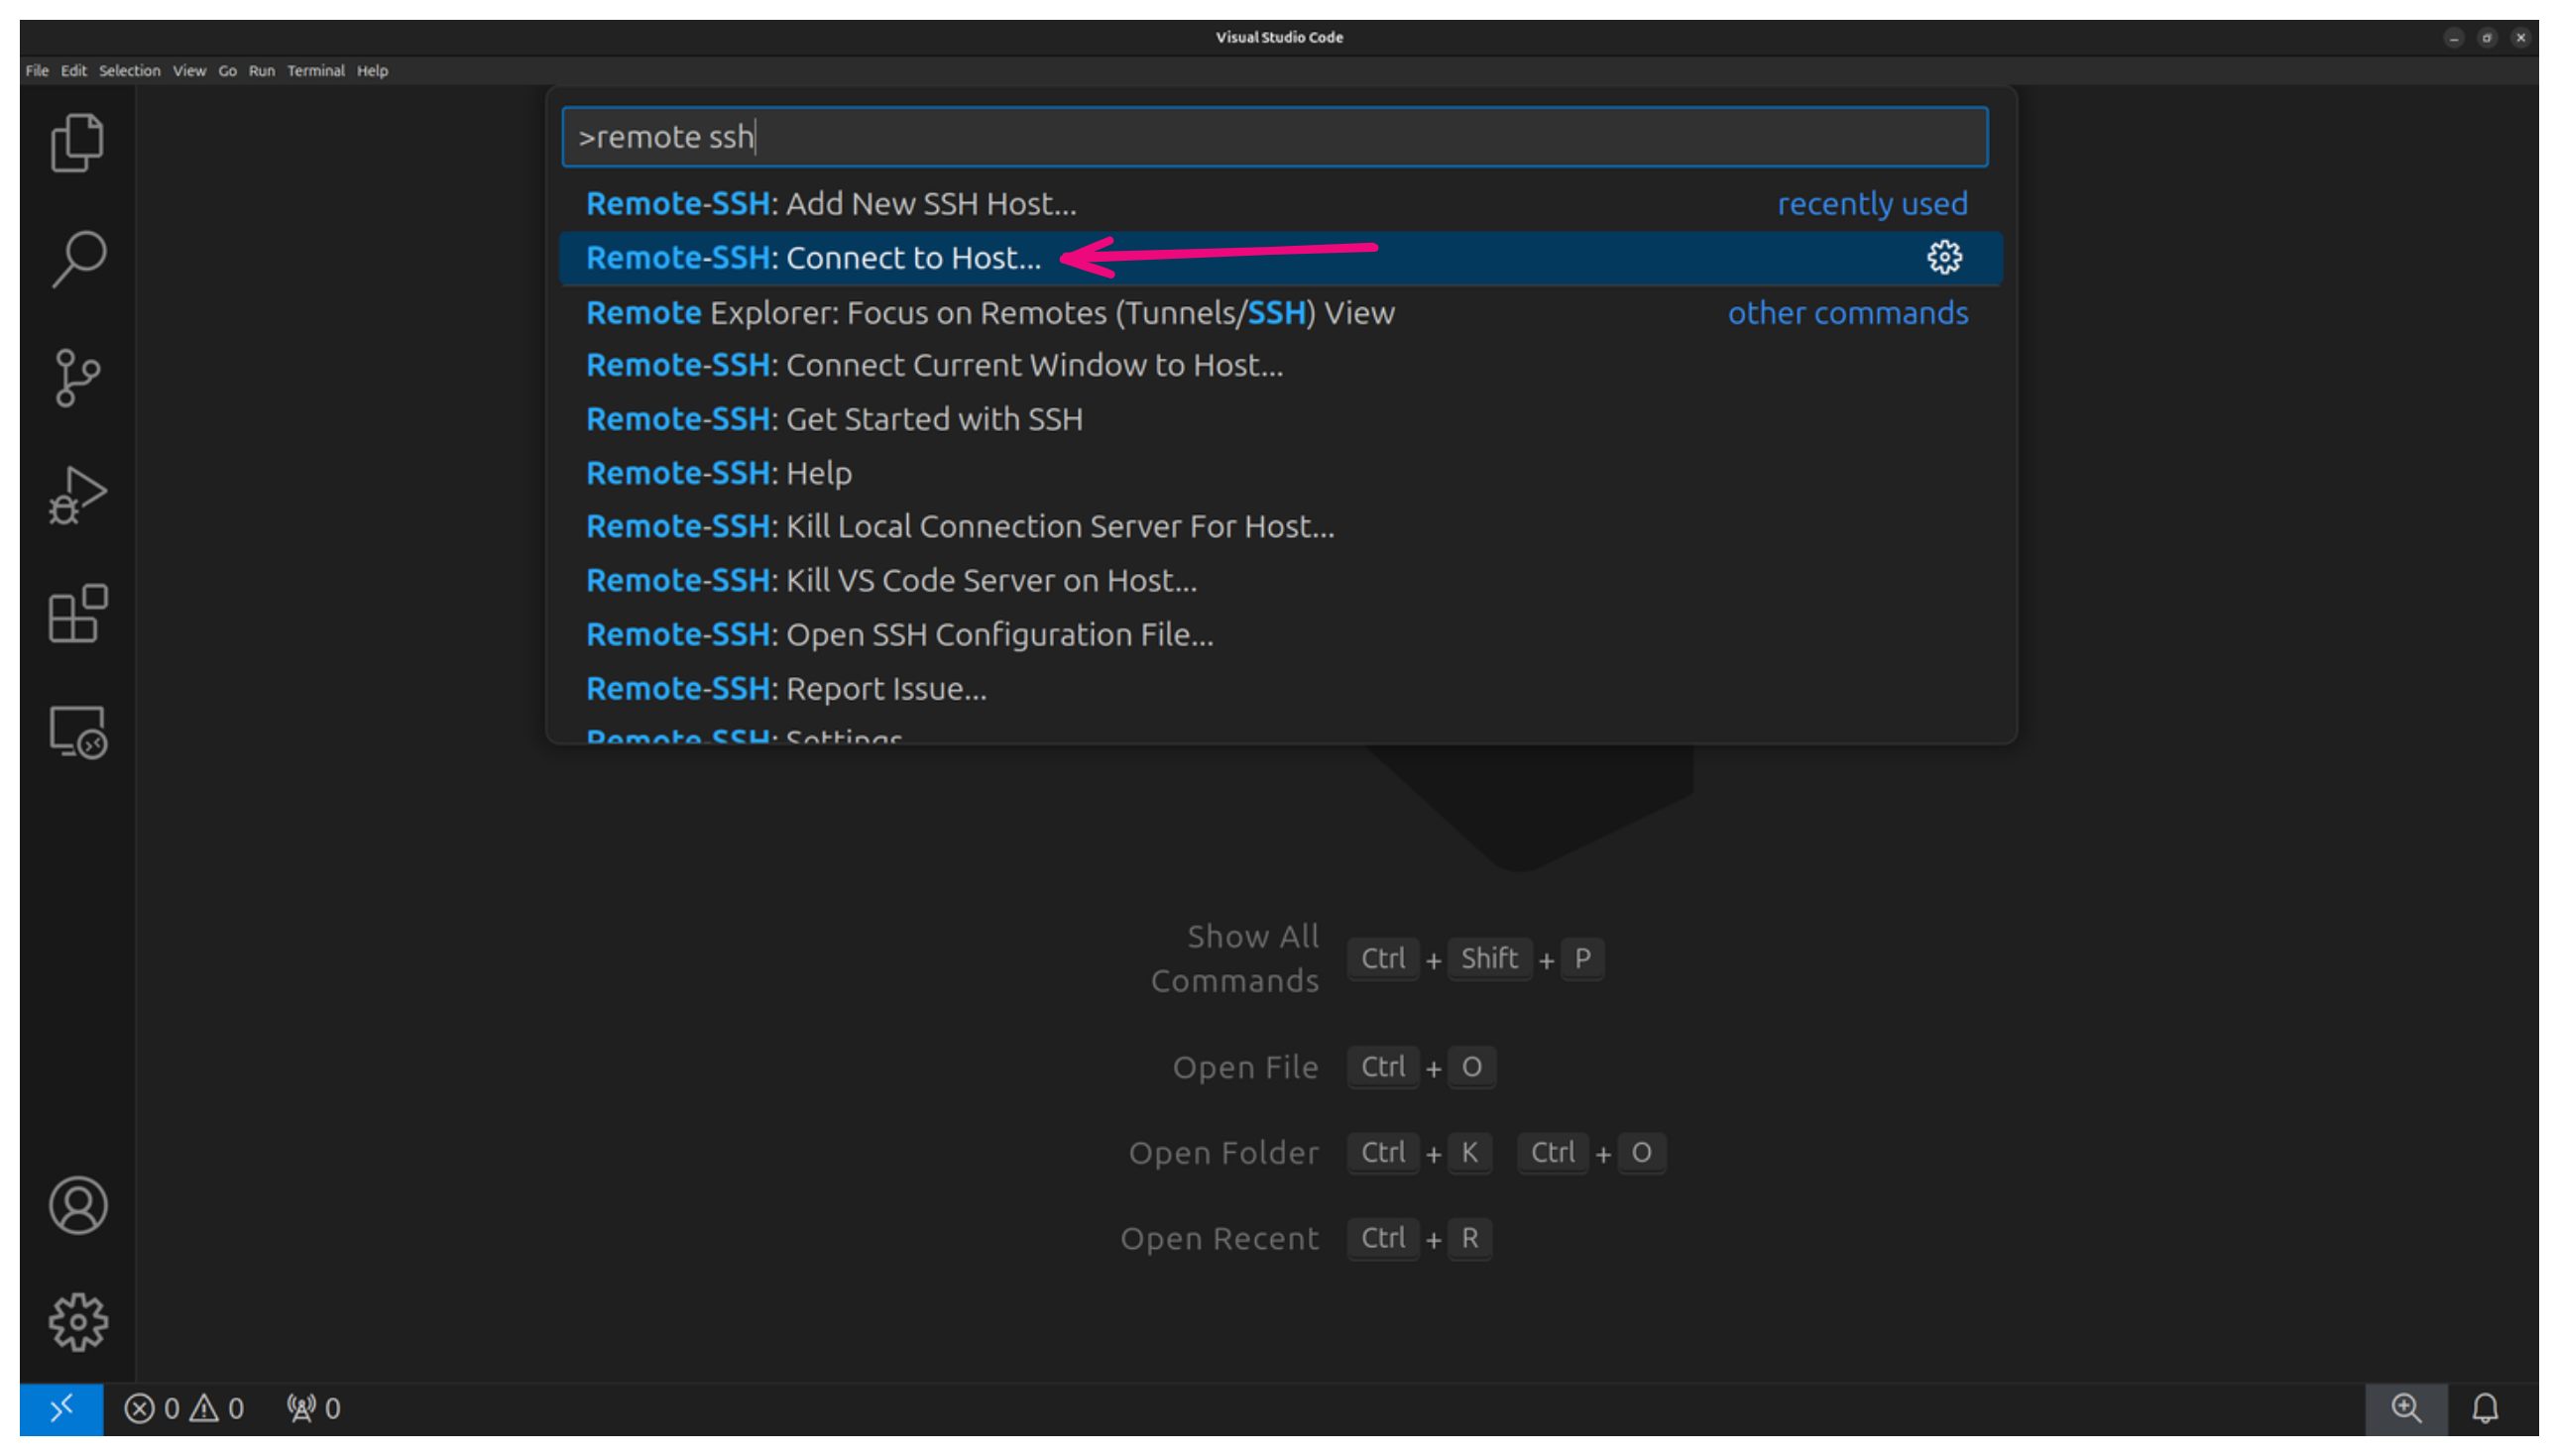 Visual Studio Code
File Edit Selection View Go Run Terminal Help
>remote ssh
Remote-SSH: Add New SSH Host... recently used
Remote-SSH: Connect to Host...
Remote Explorer: Focus on Remotes (Tunnels/SSH) View other commands
Remote-SSH: Connect Current Window to Host...
Remote-SSH: Get Started with SSH
Remote-SSH: Help
Remote-SSH: Kill Local Connection Server For Host...
Remote-SSH: Kill VS Code Server on Host...
Remote-SSH: Open SSH Configuration File...
Remote-SSH: Report Issue...
Remote-SSH: Settings
Show All
Commands Ctrl + Shift + P
Open File Ctrl + O
Open Folder Ctrl + K Ctrl + O
Open Recent Ctrl + R
0 0 0